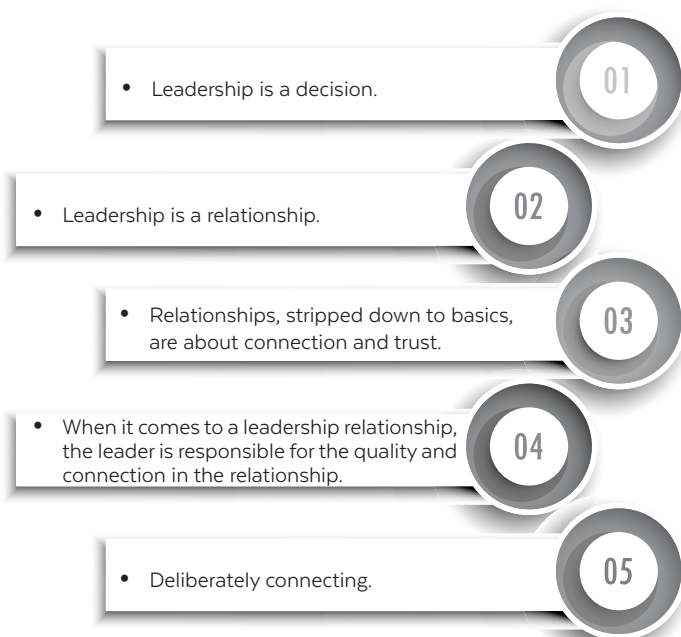 • Leadership is a decision.
01
• Leadership is a relationship.
02
• Relationships, stripped down to basics,
are about connection and trust.
03
• When it comes to a leadership relationship,
the leader is responsible for the quality and
connection in the relationship.
04
• Deliberately connecting.
05